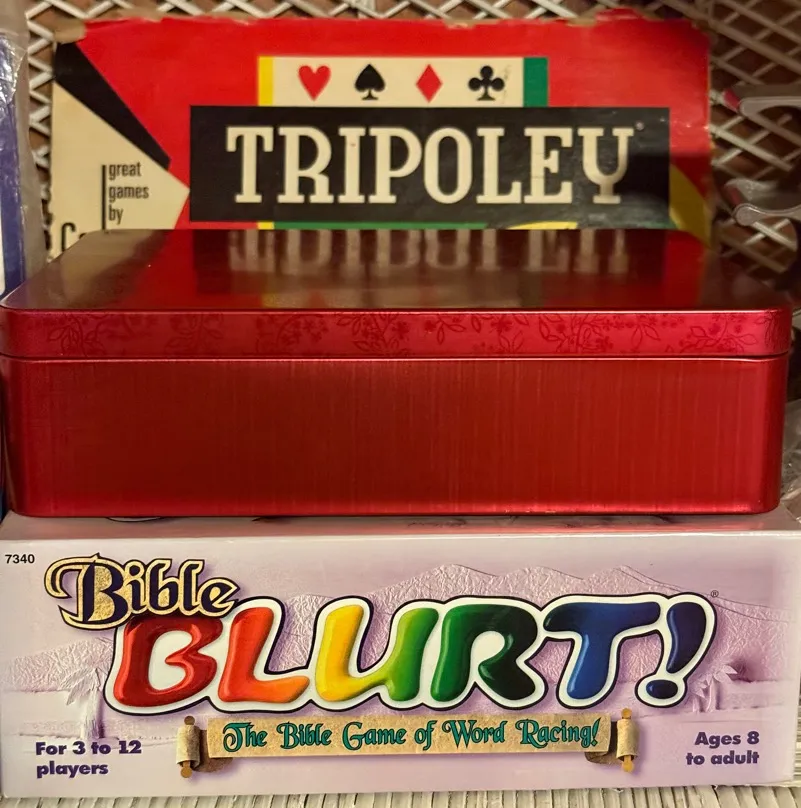 great
games
by
TRIPOLEY
7340
Bible
BLURT!®
The Bible Game of Word Racing!
For 3 to 12
players
Ages 8
to adult